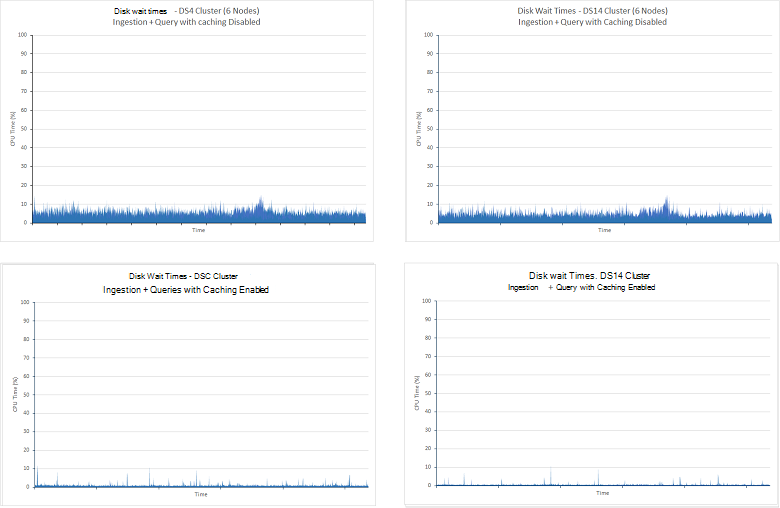 Disk wait times - DS4 Cluster (6 Nodes)
Ingestion + Query with caching Disabled
100
90
80
70
60
50
40
30
20
10
0
CPU Time (%)
Time
Disk Wait Times - DS14 Cluster (6 Nodes)
Ingestion + Query with Caching Disabled
100
90
80
70
60
50
40
30
20
10
0
CPU Time (%)
Time
Disk Wait Times - DSC Cluster
Ingestion + Queries with Caching Enabled
100
90
80
70
60
50
40
30
20
10
0
CPU Time (%)
Time
Disk wait Times. DS14 Cluster
Ingestion + Query with Caching Enabled
100
90
80
70
60
50
40
30
20
10
0
CPU Time (%)
Time